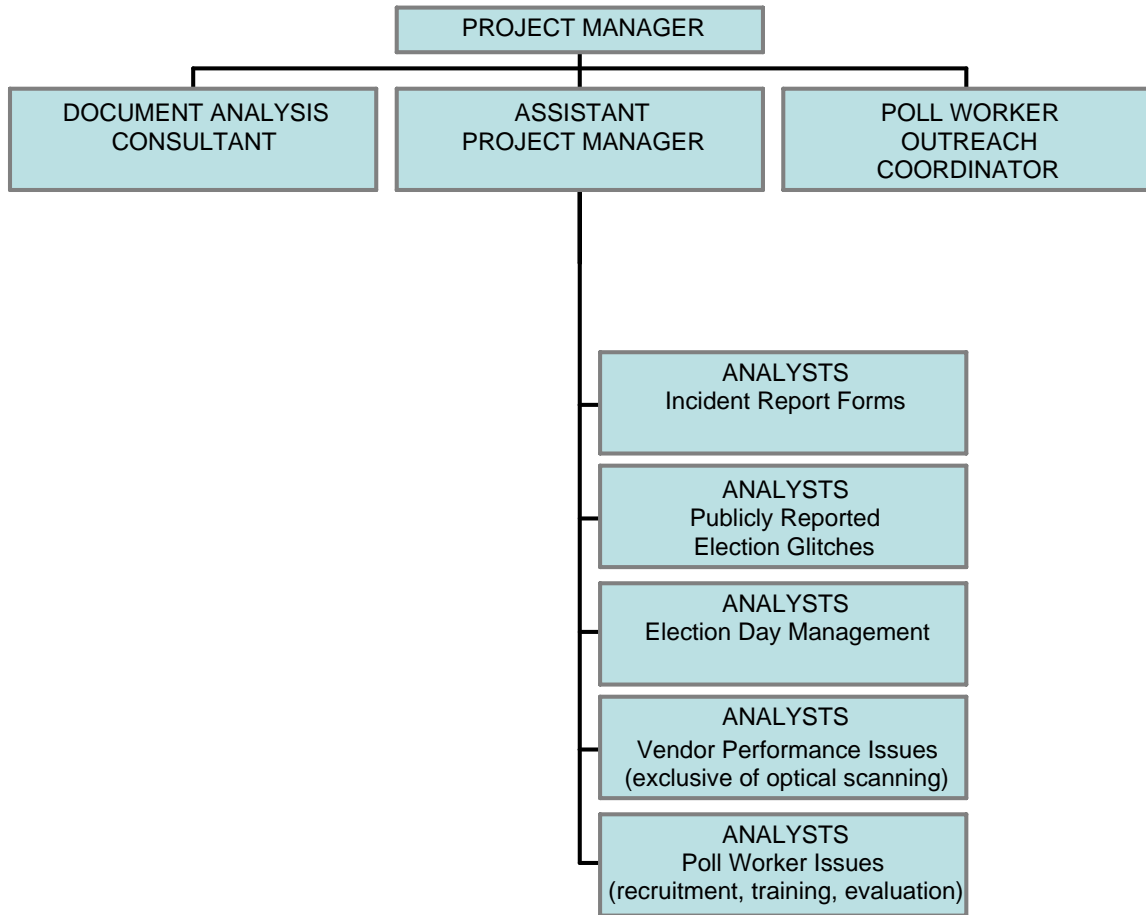 PROJECT MANAGER
DOCUMENT ANALYSIS
CONSULTANT
ASSISTANT
PROJECT MANAGER
POLL WORKER
OUTREACH
COORDINATOR
ANALYSTS
Incident Report Forms
ANALYSTS
Publicly Reported
Election Glitches
ANALYSTS
Election Day Management
ANALYSTS
Vendor Performance Issues
(exclusive of optical scanning)
ANALYSTS
Poll Worker Issues
(recruitment, training, evaluation)